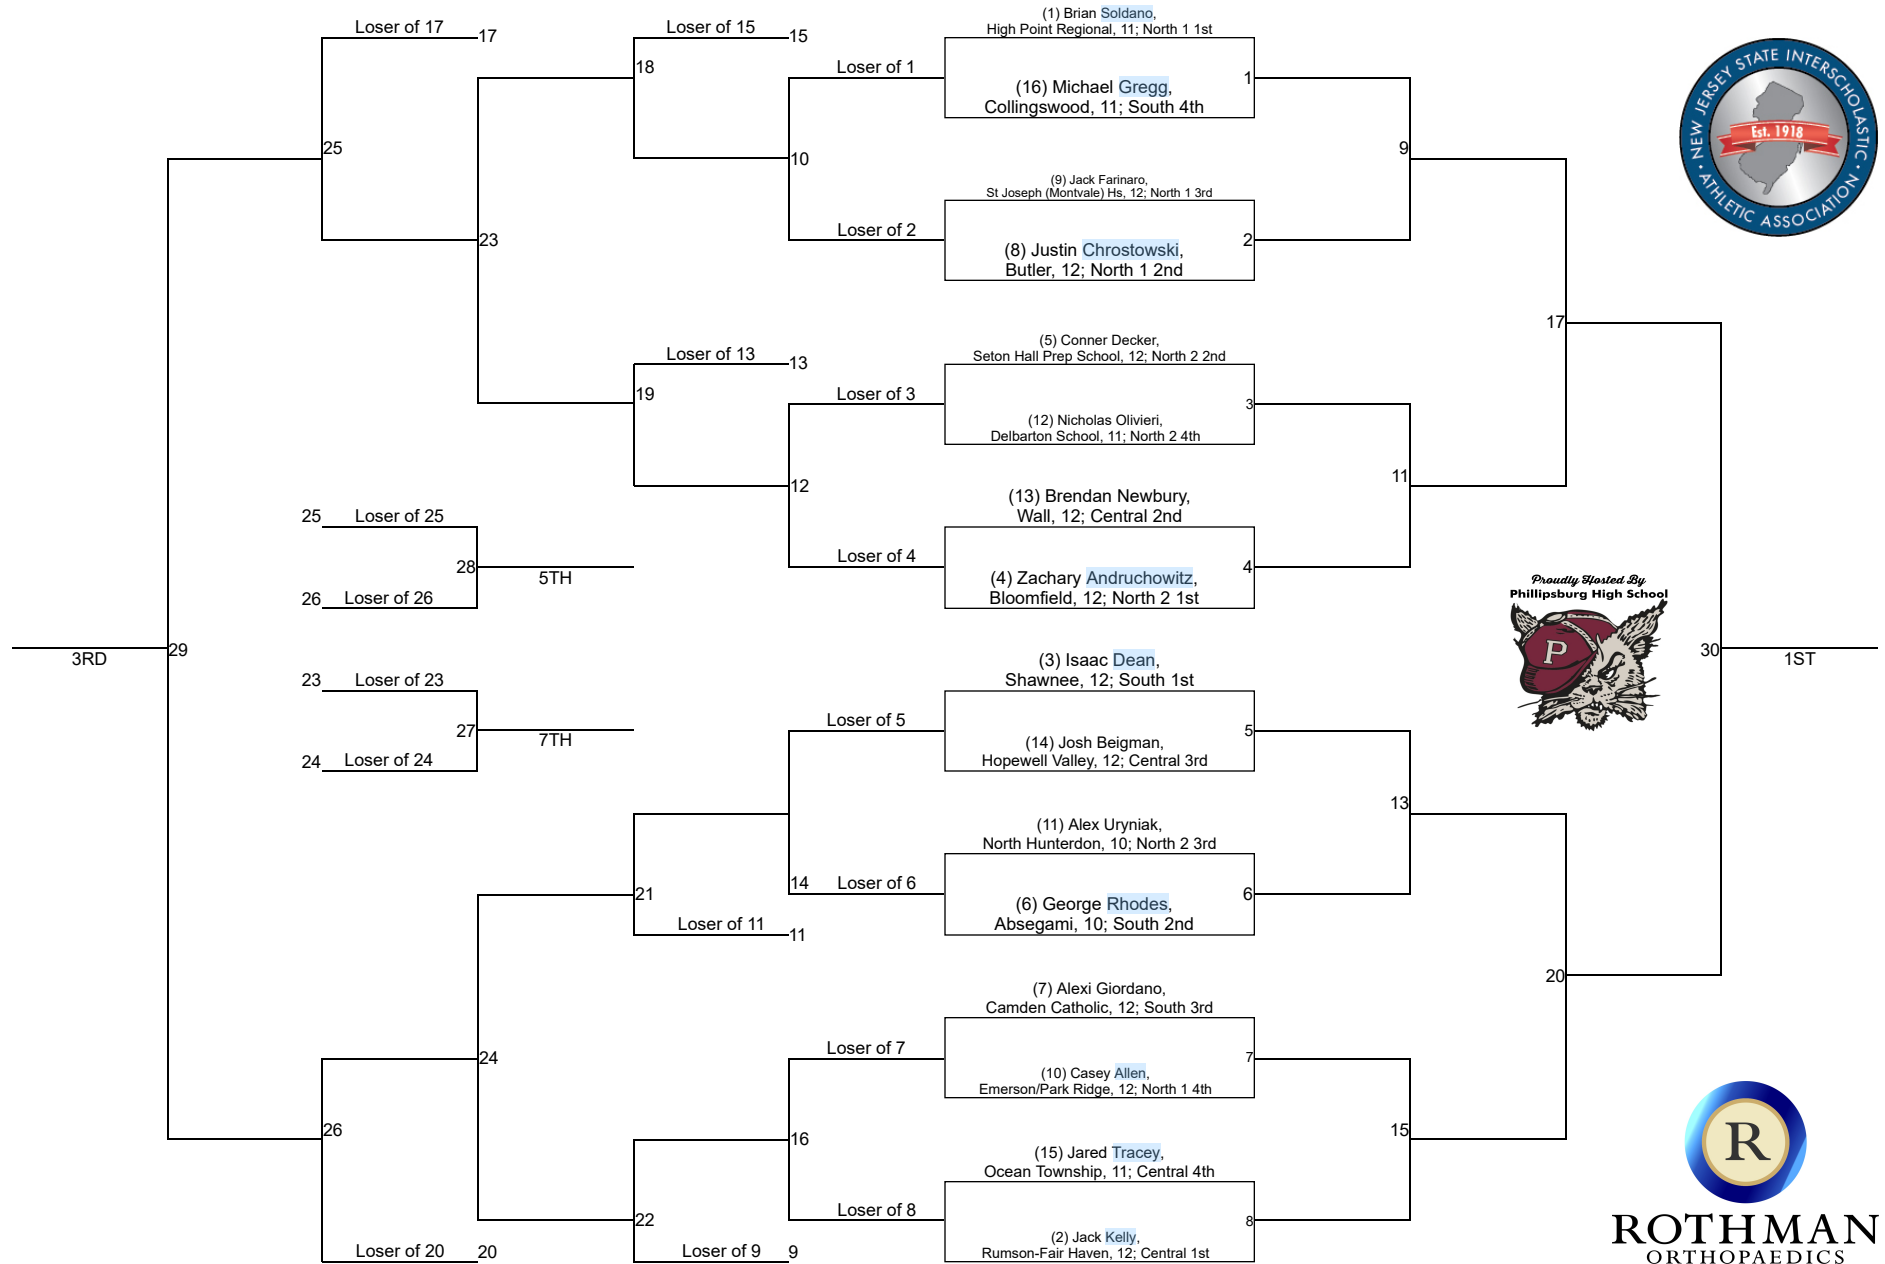 Loser of 17
17
Loser of 15
15
(1) Brian Soldano,
High Point Regional, 11; North 1 1st
18
Loser of 1
1
(16) Michael Gregg,
Collingswood, 11; South 4th
NEW JERSEY STATE INTERSCHOLASTIC
• ATHLETIC ASSOCIATION •
Est. 1918
25
10
9
(9) Jack Farinaro,
St Joseph (Montvale) Hs, 12; North 1 3rd
23
Loser of 2
2
(8) Justin Chrostowski,
Butler, 12; North 1 2nd
17
(5) Conner Decker,
Seton Hall Prep School, 12; North 2 2nd
Loser of 13
13
19
Loser of 3
3
(12) Nicholas Olivieri,
Delbarton School, 11; North 2 4th
12
11
(13) Brendan Newbury,
Wall, 12; Central 2nd
25
Loser of 25
28
5TH
Loser of 4
4
(4) Zachary Andruchowitz,
Bloomfield, 12; North 2 1st
26
Loser of 26
Proudly Hosted By
Phillipsburg High School
P
3RD
29
30
1ST
(3) Isaac Dean,
Shawnee, 12; South 1st
23
Loser of 23
27
7TH
Loser of 5
5
(14) Josh Beigman,
Hopewell Valley, 12; Central 3rd
24
Loser of 24
13
(11) Alex Uryniak,
North Hunterdon, 10; North 2 3rd
21
14
Loser of 6
6
(6) George Rhodes,
Absegami, 10; South 2nd
Loser of 11
11
20
(7) Alexi Giordano,
Camden Catholic, 12; South 3rd
24
Loser of 7
7
(10) Casey Allen,
Emerson/Park Ridge, 12; North 1 4th
26
16
15
(15) Jared Tracey,
Ocean Township, 11; Central 4th
22
Loser of 8
8
(2) Jack Kelly,
Rumson-Fair Haven, 12; Central 1st
Loser of 20
20
Loser of 9
9
R
ROTHMAN
ORTHOPAEDICS